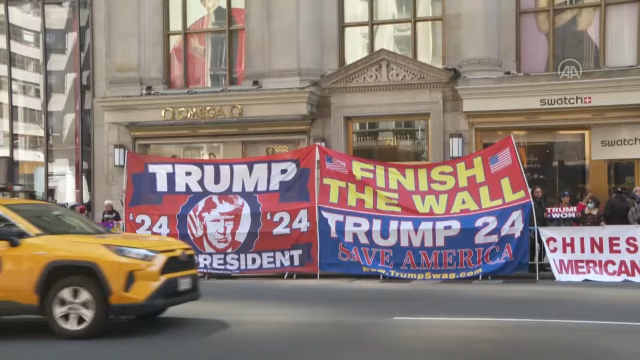 OMEGA
swatch
swatch
TRUMP
'24 '24
PRESIDENT
FINISH
THE WALL
TRUMP 24
SAVE AMERICA
www.TrumpSwag.com
TRUMP
WON
CHINESE
AMERICAN